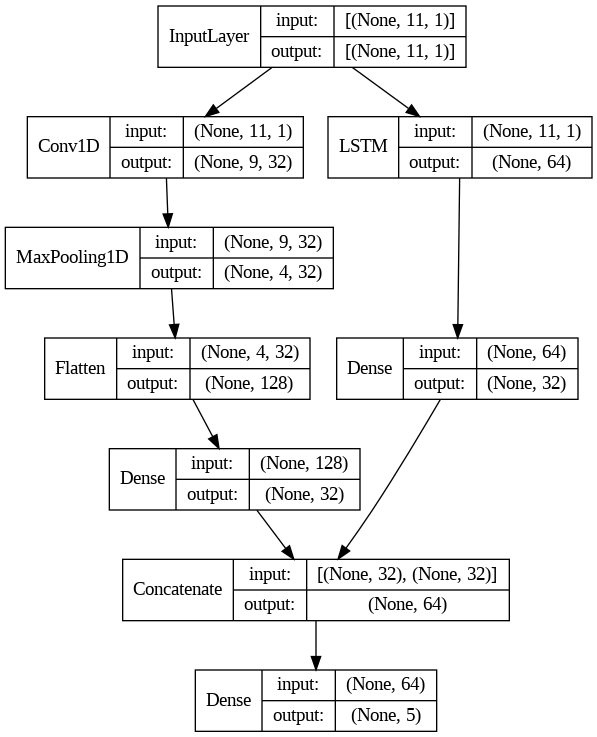 InputLayer
input: [(None, 11, 1)]
output: [(None, 11, 1)]
Conv1D
input: (None, 11, 1)
output: (None, 9, 32)
LSTM
input: (None, 11, 1)
output: (None, 64)
MaxPooling1D
input: (None, 9, 32)
output: (None, 4, 32)
Flatten
input: (None, 4, 32)
output: (None, 128)
Dense
input: (None, 64)
output: (None, 32)
Dense
input: (None, 128)
output: (None, 32)
Concatenate
input: [(None, 32), (None, 32)]
output: (None, 64)
Dense
input: (None, 64)
output: (None, 5)